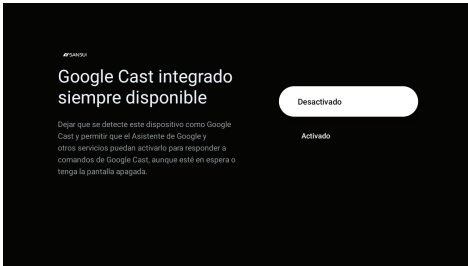 SANSUI
Google Cast integrado
siempre disponible
Dejar que se detecte este dispositivo como Google
Cast y permitir que el Asistente de Google y
otros servicios puedan activarlo para responder a
comandos de Google Cast, aunque esté en espera o
tenga la pantalla apagada.
Desactivado
Activado